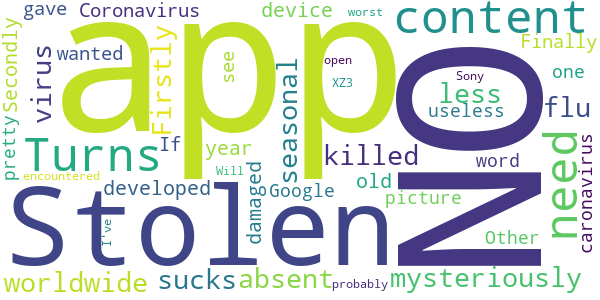 gave Coronavirus device worst content
Secondly wanted virus Firstly app see open XZ3 Sony one Finally
pretty Turns If year seasonal killed less useless flu
encountered developed Will Google old word NO need caronavirus
Stolen I've damaged picture Other
worldwide sucks absent probably mysteriously